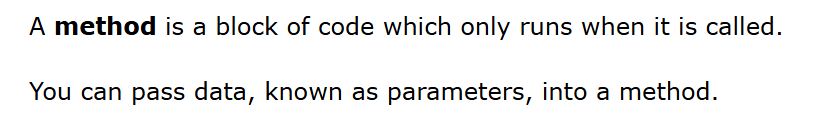 A method is a block of code which only runs when it is called.
You can pass data, known as parameters, into a method.